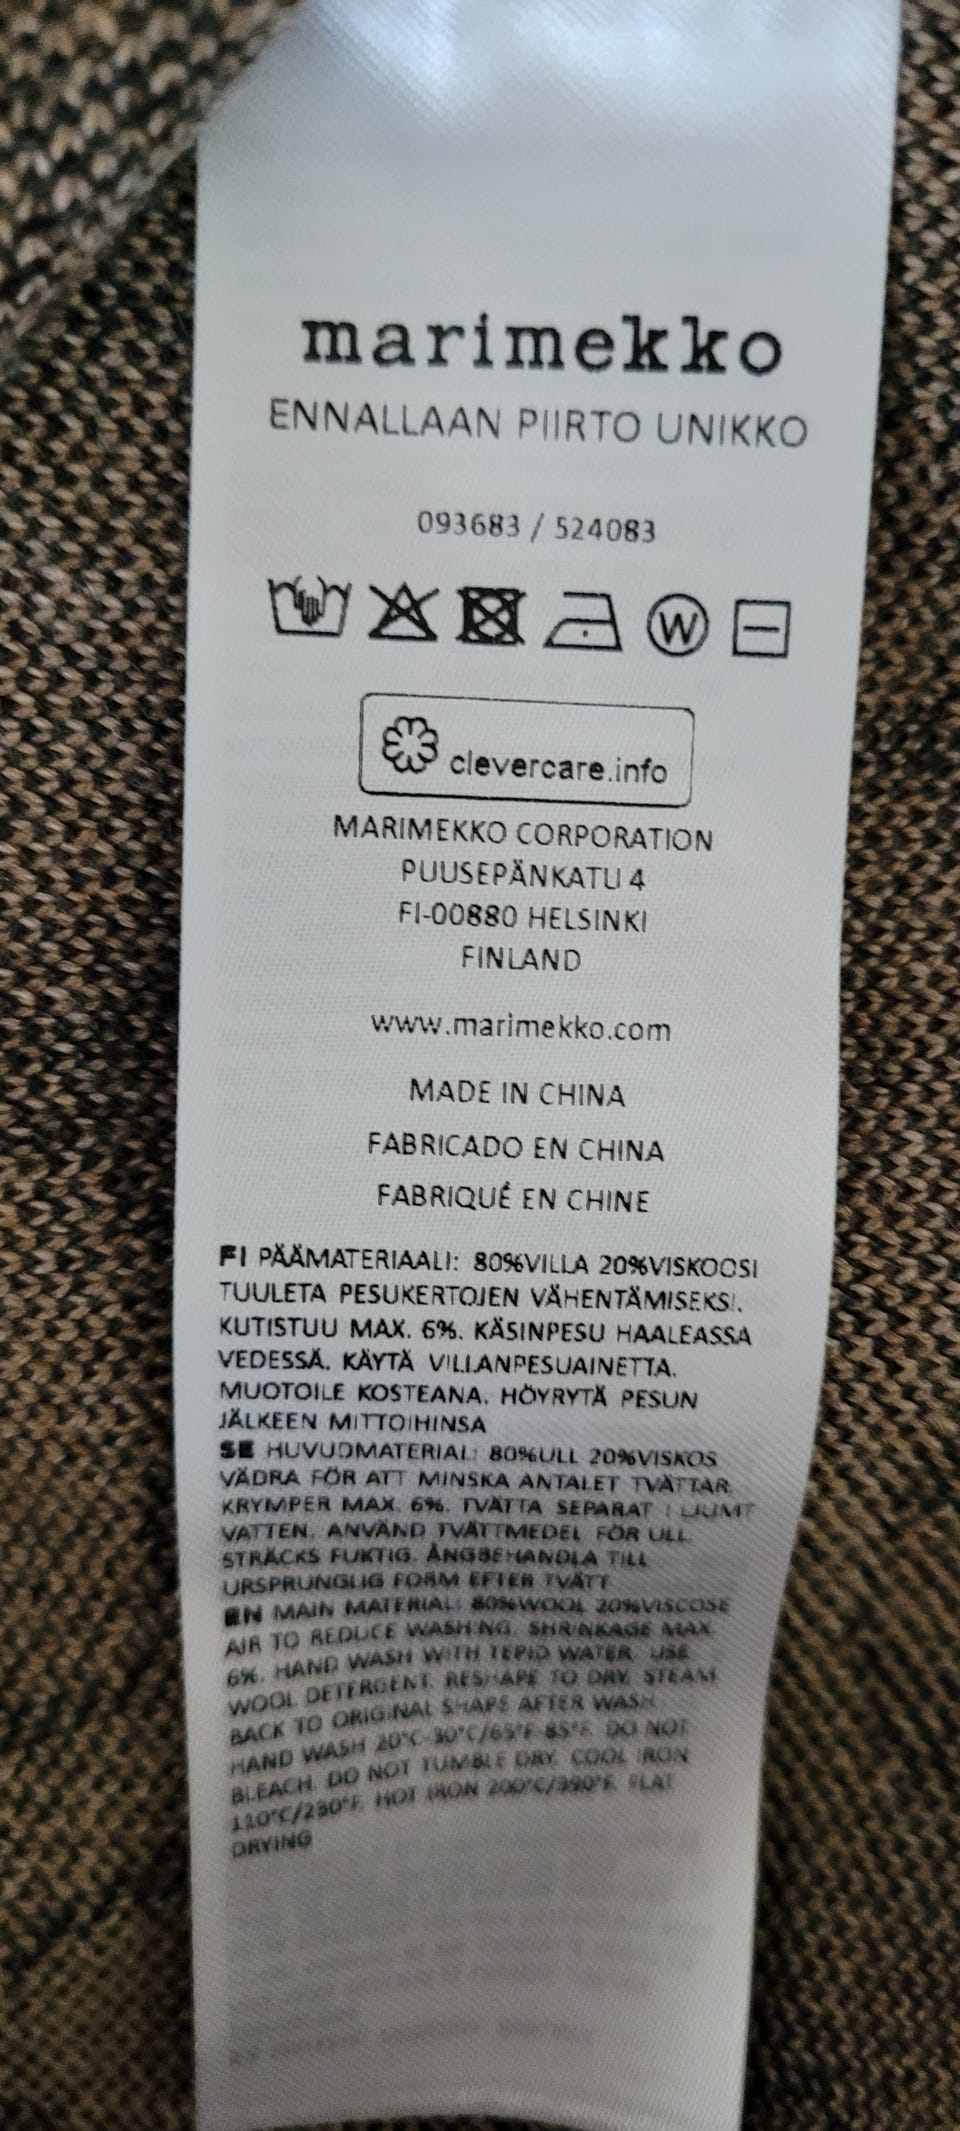 marimekko
ENNALLAAN PIIRTO UNIKKO
093683 / 524083
W
clevercare.info
MARIMEKKO CORPORATION
PUUSEPÄNKATU 4
FI-00880 HELSINKI
FINLAND
www.marimekko.com
MADE IN CHINA
FABRICADO EN CHINA
FABRIQUÉ EN CHINE
FI PÄÄMATERIAALI: 80%VILLA 20%VISKOOSI
TUULETA PESUKERTOJEN VÄHENTÄMISEKSI.
KUTISTUU MAX. 6%. KÄSINPESU HAALEASSA
VEDESSÄ. KÄYTÄ VILLANPESUAINETTA.
MUOTOILE KOSTEANA. HÖYRYTÄ PESUN
JÄLKEEN MITTOIHINSA
SE HUVUDMATERIAL: 80%ULL 20%VISKOS
VÄDRA FÖR ATT MINSKA ANTALET TVÄTTAR.
KRYMPER MAX. 6%. TVÄTTA SEPARAT I LJUMT
VATTEN. ANVÄND TVÄTTMEDEL FÖR ULL.
STRÄCKS FUKTIG. ÅNGBEHANDLA TILL
URSPRUNGLIG FORM EFTER TVÄTT
EN MAIN MATERIAL: 80%WOOL 20%VISCOSE
AIR TO REDUCE WASHING. SHRINKAGE MAX.
6%. HAND WASH WITH TEPID WATER. USE
WOOL DETERGENT. RESHAPE TO DRY. STEAM
BACK TO ORIGINAL SHAPE AFTER WASH
HAND WASH 20°C-30°C/65°F-85°F. DO NOT
BLEACH. DO NOT TUMBLE DRY. COOL IRON
110°C/230°F. HOT IRON 200°C/390°F. FLAT
DRYING